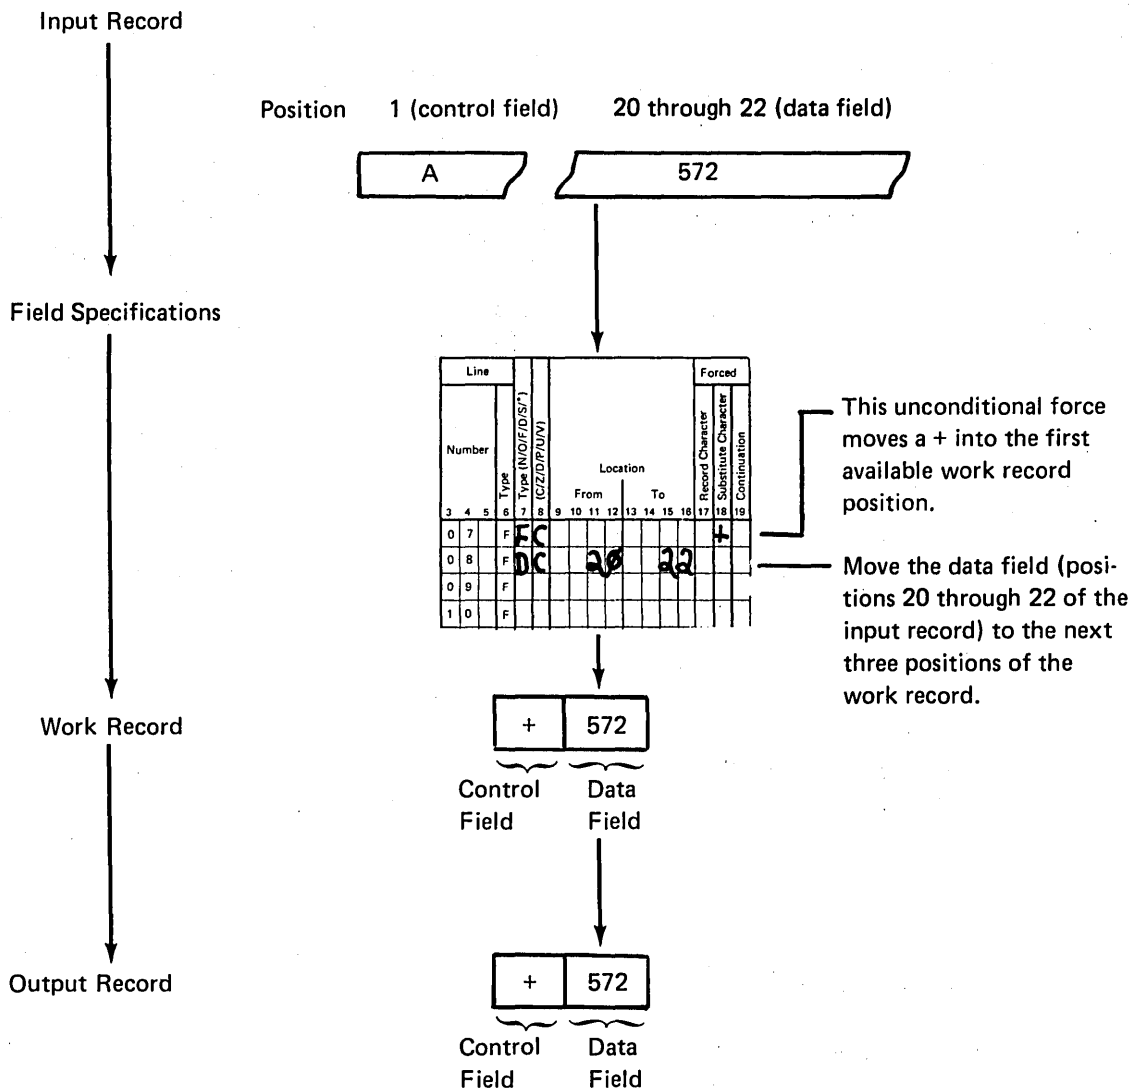 Input Record
Position 1 (control field) 20 through 22 (data field)
A 572
Field Specifications
Line
Number
Type
Type (N/O/F/D/S/*)
(C/Z/D/P/U/V)
Location
From To
Forced
Record Character
Substitute Character
Continuation
3 4 5 6 7 8 9 10 11 12 13 14 15 16 17 18 19
0 7 F F C +
0 8 F D C 20 22
0 9 F
1 0 F
This unconditional force
moves a + into the first
available work record
position.
Move the data field (posi-
tions 20 through 22 of the
input record) to the next
three positions of the
work record.
Work Record
+ 572
Control Data
Field Field
Output Record
+ 572
Control Data
Field Field